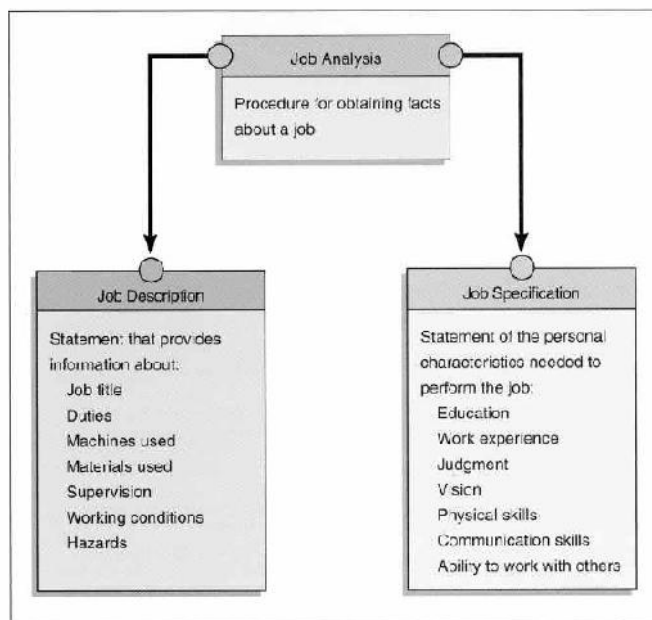 Job Analysis
Procedure for obtaining facts
about a job
Job Description
Statement that provides
information about:
Job title
Duties
Machines used
Materials used
Supervision
Working conditions
Hazards
Job Specification
Statement of the personal
characteristics needed to
perform the job:
Education
Work experience
Judgment
Vision
Physical skills
Communication skills
Ability to work with others